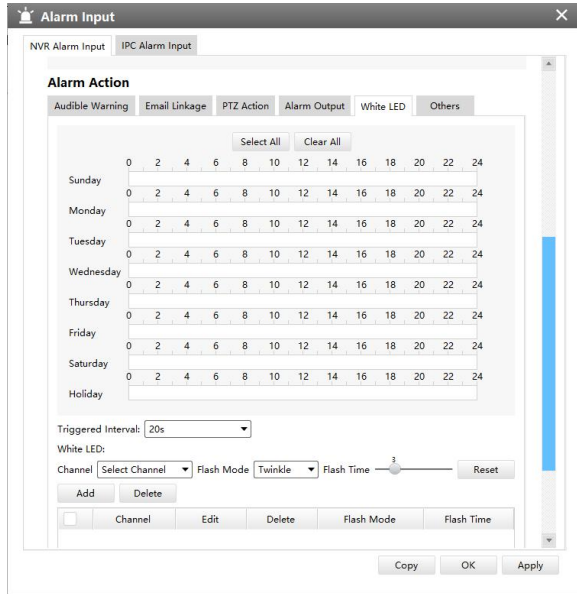 Alarm Input
NVR Alarm Input IPC Alarm Input
Alarm Action
Audible Warning Email Linkage PTZ Action Alarm Output White LED Others
Select All Clear All
0 2 4 6 8 10 12 14 16 18 20 22 24
Sunday
0 2 4 6 8 10 12 14 16 18 20 22 24
Monday
0 2 4 6 8 10 12 14 16 18 20 22 24
Tuesday
0 2 4 6 8 10 12 14 16 18 20 22 24
Wednesday
0 2 4 6 8 10 12 14 16 18 20 22 24
Thursday
0 2 4 6 8 10 12 14 16 18 20 22 24
Friday
0 2 4 6 8 10 12 14 16 18 20 22 24
Saturday
0 2 4 6 8 10 12 14 16 18 20 22 24
Holiday
Triggered Interval: 20s
White LED:
3
Channel Select Channel Flash Mode Twinkle Flash Time Reset
Add Delete
Channel Edit Delete Flash Mode Flash Time
Copy OK Apply